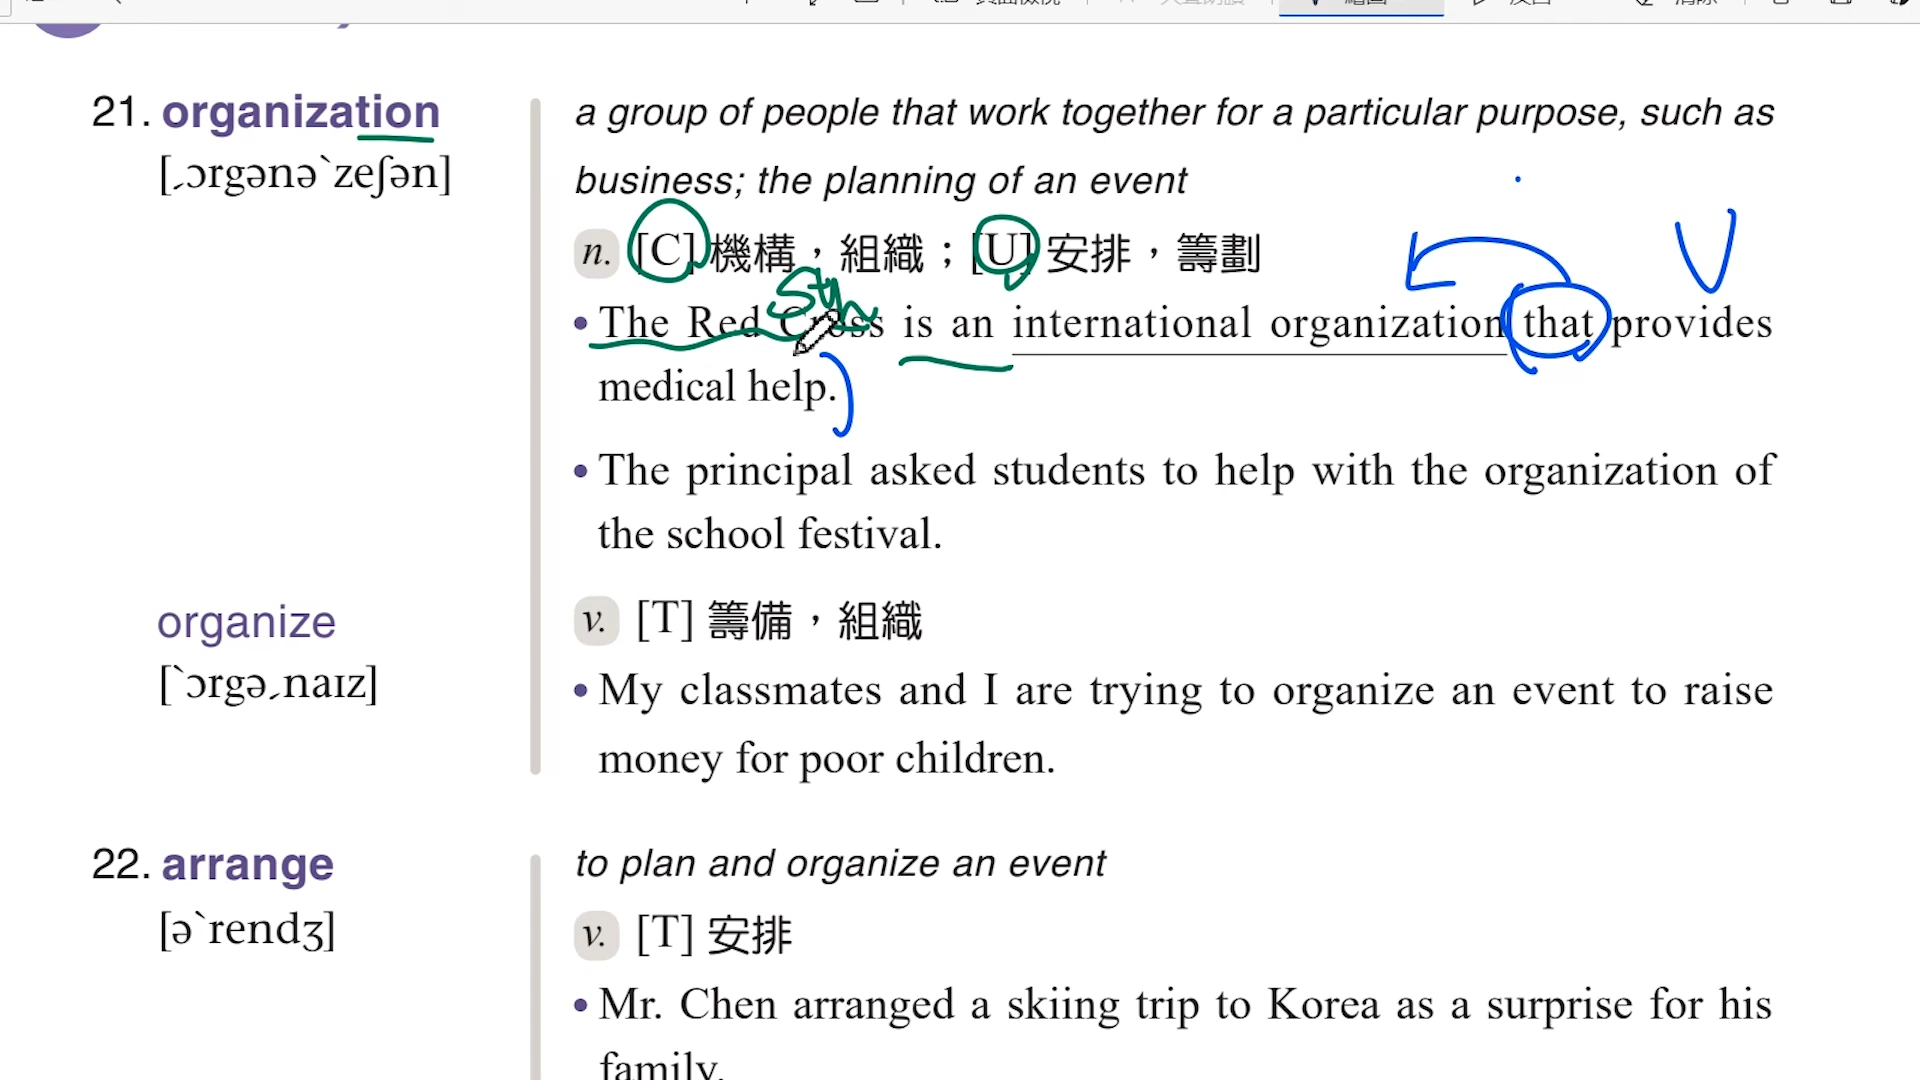 21. organization
[ˏɔrgənəˋzeʃən]
a group of people that work together for a particular purpose, such as
business; the planning of an event
n. [C] 機構，組織；[U] 安排，籌劃
sth
V
• The Red Cross is an international organization that provides
medical help.
• The principal asked students to help with the organization of
the school festival.
organize
[ˋɔrgəˏnaɪz]
v. [T] 籌備，組織
• My classmates and I are trying to organize an event to raise
money for poor children.
22. arrange
[əˋrendʒ]
to plan and organize an event
v. [T] 安排
• Mr. Chen arranged a skiing trip to Korea as a surprise for his
family.